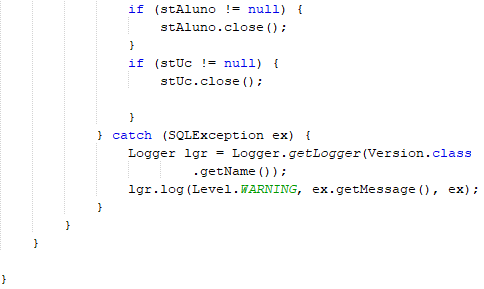 if (stAluno != null) {
stAluno.close();
}
if (stUc != null) {
stUc.close();
}
} catch (SQLException ex) {
Logger lgr = Logger.getLogger(Version.class
.getName());
lgr.log(Level.WARNING, ex.getMessage(), ex);
}
}
}
}